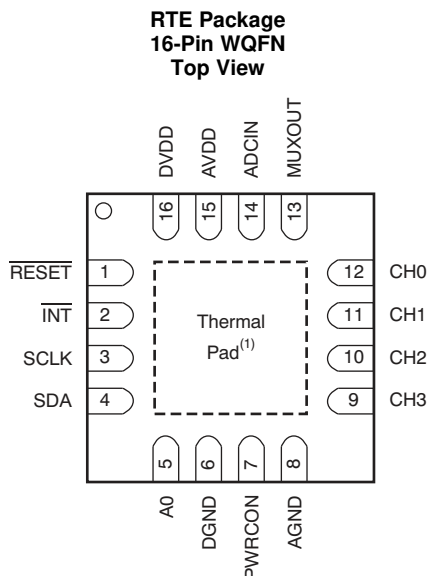 RTE Package
16-Pin WQFN
Top View
DVDD
AVDD
ADCIN
MUXOUT
16
15
14
13
RESET 1
INT 2
SCLK 3
SDA 4
Thermal
Pad(1)
12 CH0
11 CH1
10 CH2
9 CH3
5
6
7
8
A0
DGND
PWRCON
AGND